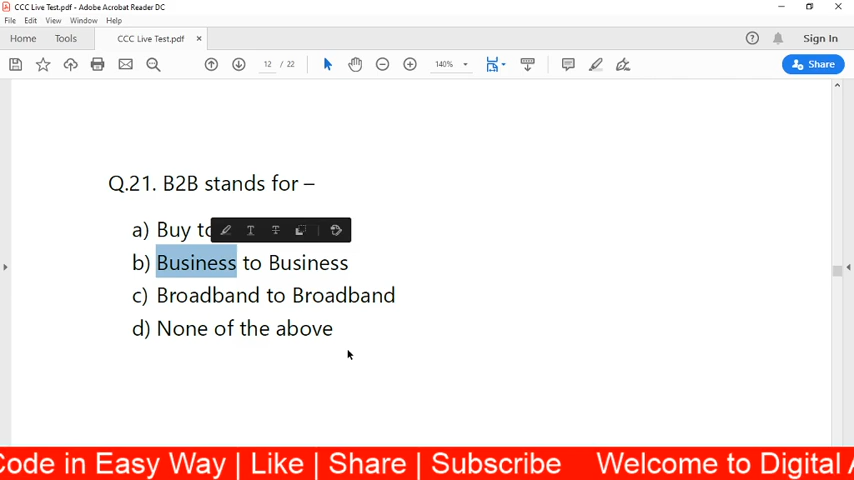 CCC Live Test.pdf - Adobe Acrobat Reader DC
File Edit View Window Help
Home Tools CCC Live Test.pdf × Sign In
12 / 22 140% Share
Q.21. B2B stands for –
a) Buy to
b) Business to Business
c) Broadband to Broadband
d) None of the above
Code in Easy Way | Like | Share | Subscribe Welcome to Digital